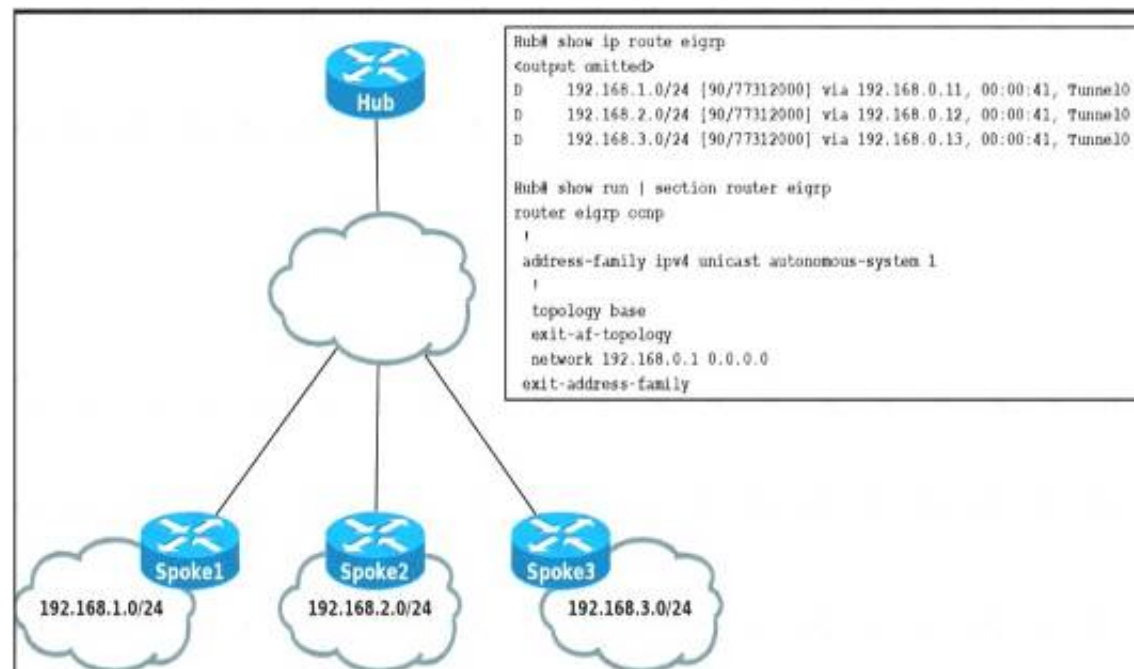 Hub# show ip route eigrp
<output omitted>
D 192.168.1.0/24 [90/77312000] via 192.168.0.11, 00:00:41, Tunnel0
D 192.168.2.0/24 [90/77312000] via 192.168.0.12, 00:00:41, Tunnel0
D 192.168.3.0/24 [90/77312000] via 192.168.0.13, 00:00:41, Tunnel0
Hub# show run | section router eigrp
router eigrp ccnp
!
address-family ipv4 unicast autonomous-system 1
!
topology base
exit-af-topology
network 192.168.0.1 0.0.0.0
exit-address-family
Hub
Spoke1
Spoke2
Spoke3
192.168.1.0/24
192.168.2.0/24
192.168.3.0/24